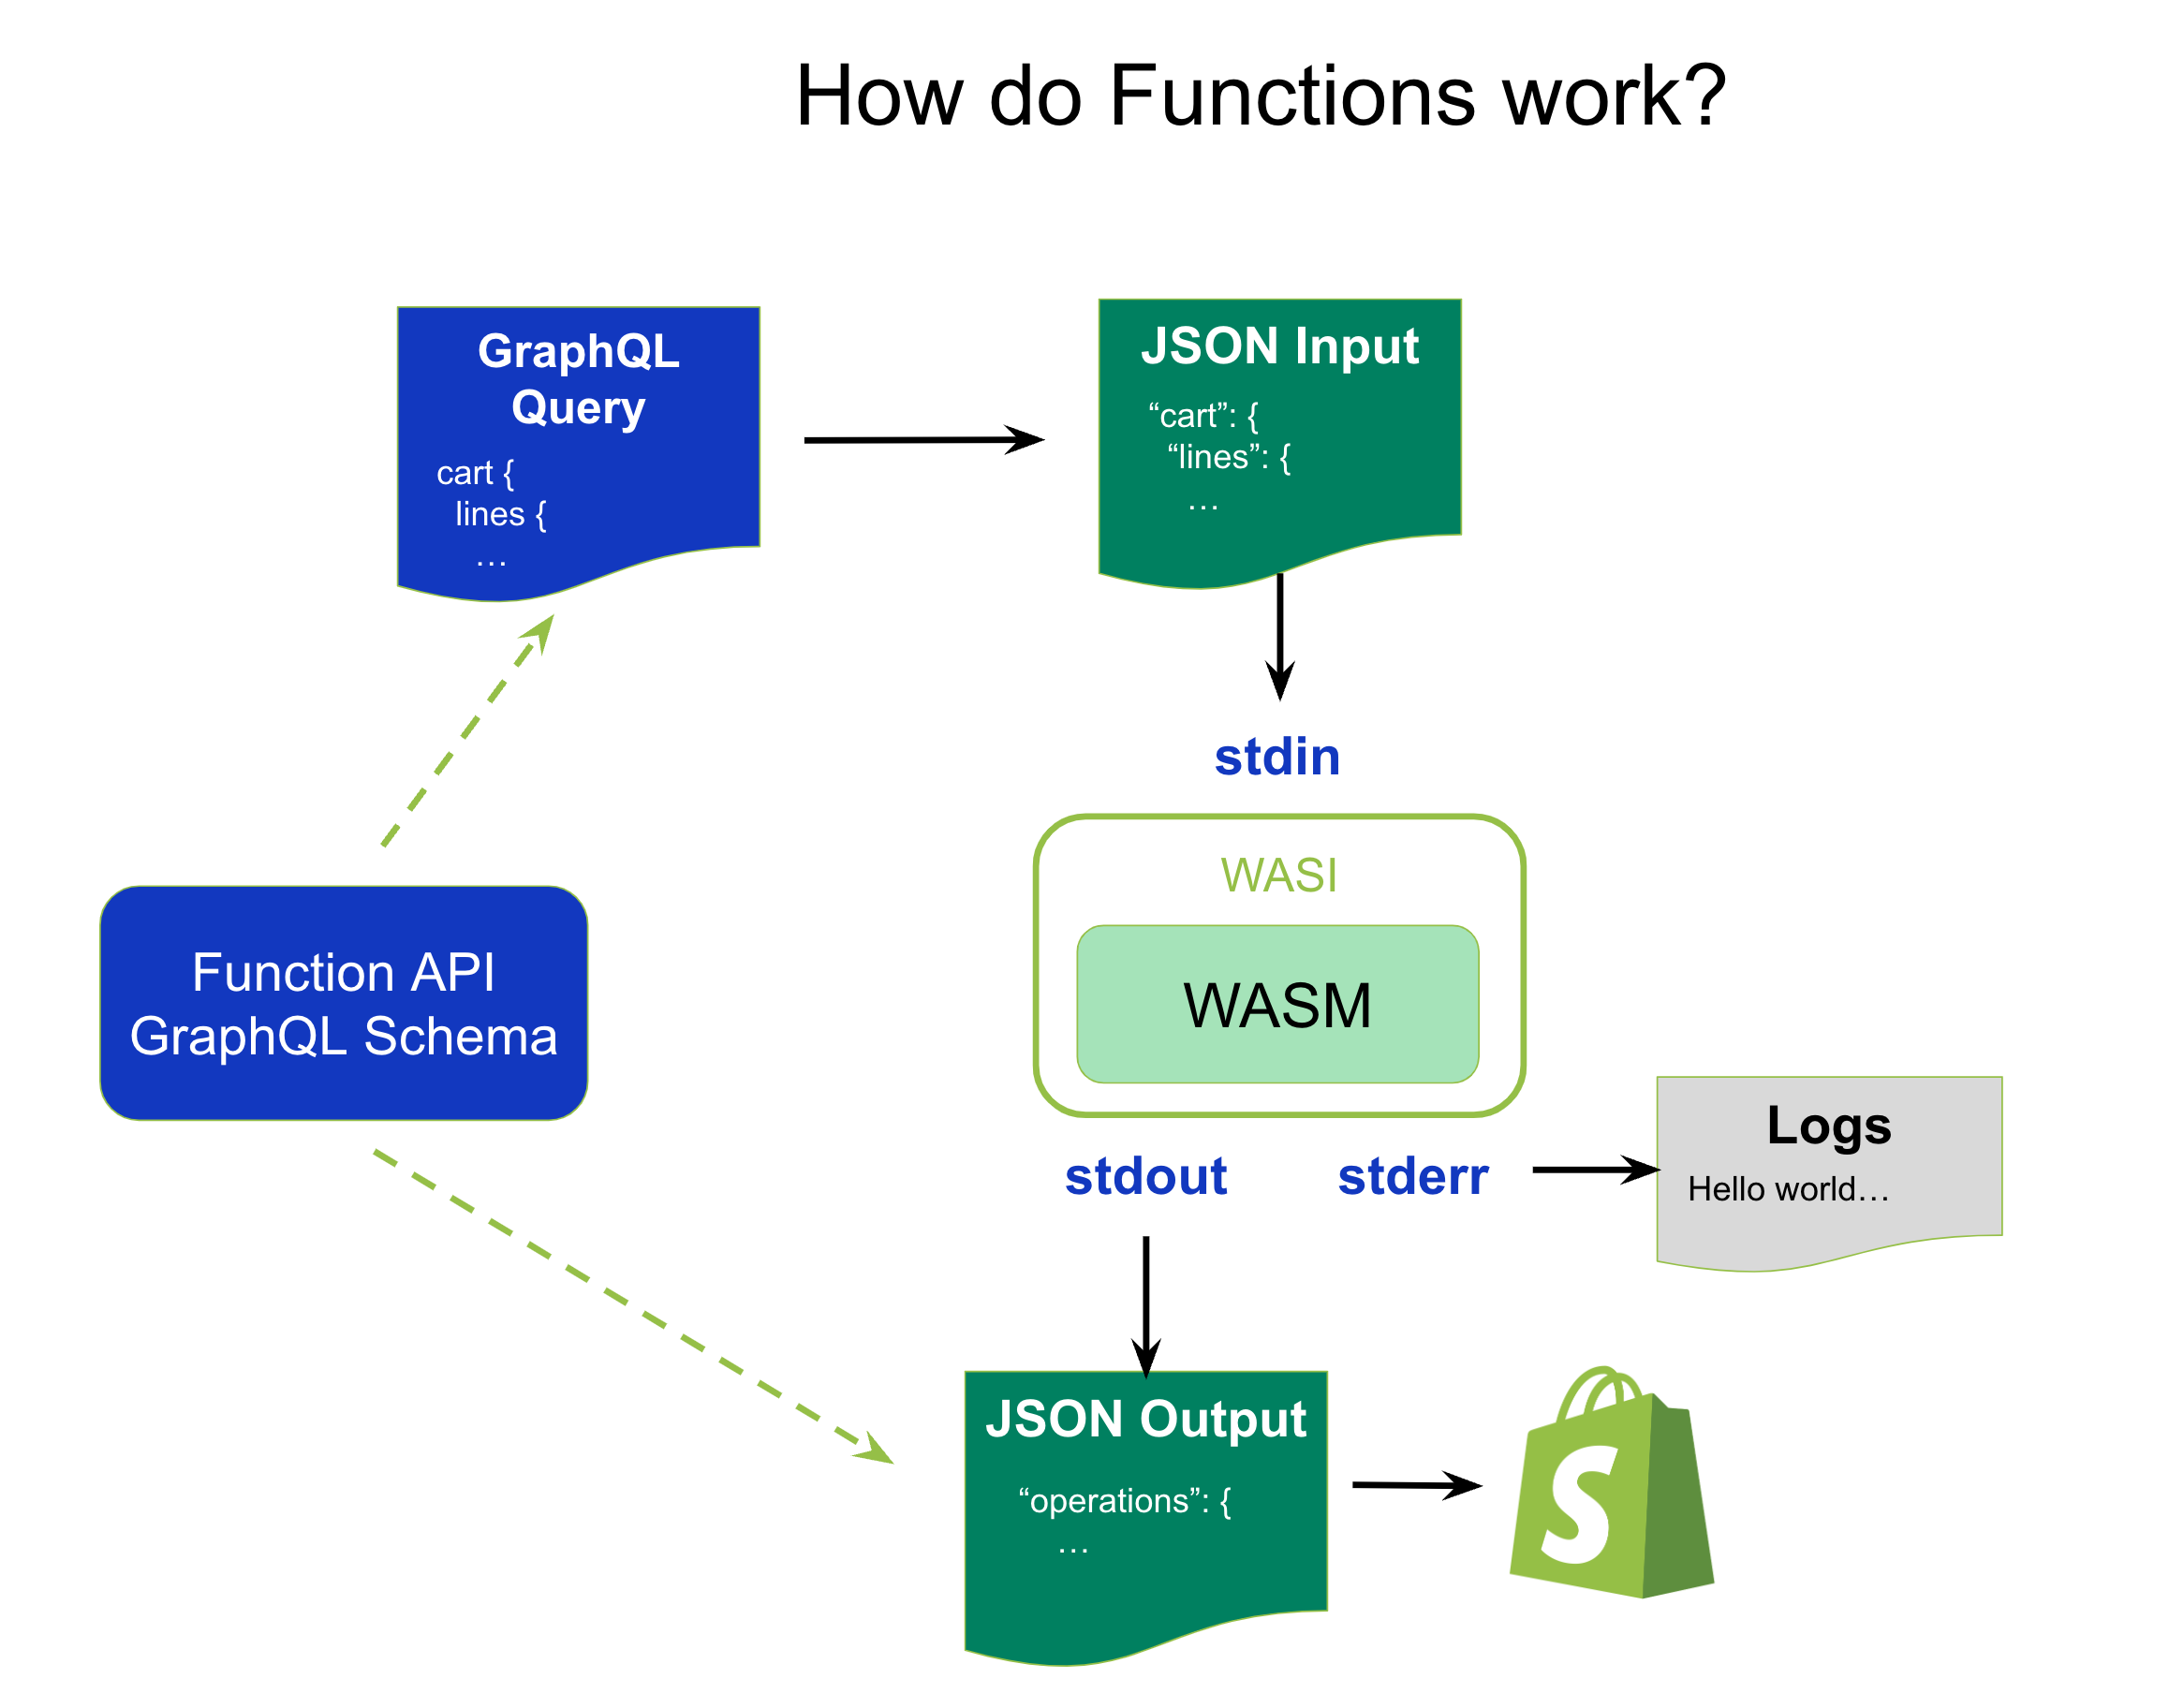 How do Functions work?
GraphQL
Query
cart {
lines {
…
JSON Input
“cart”: {
“lines”: {
…
stdin
WASI
WASM
Function API
GraphQL Schema
stdout
stderr
Logs
Hello world…
JSON Output
“operations”: {
…
S